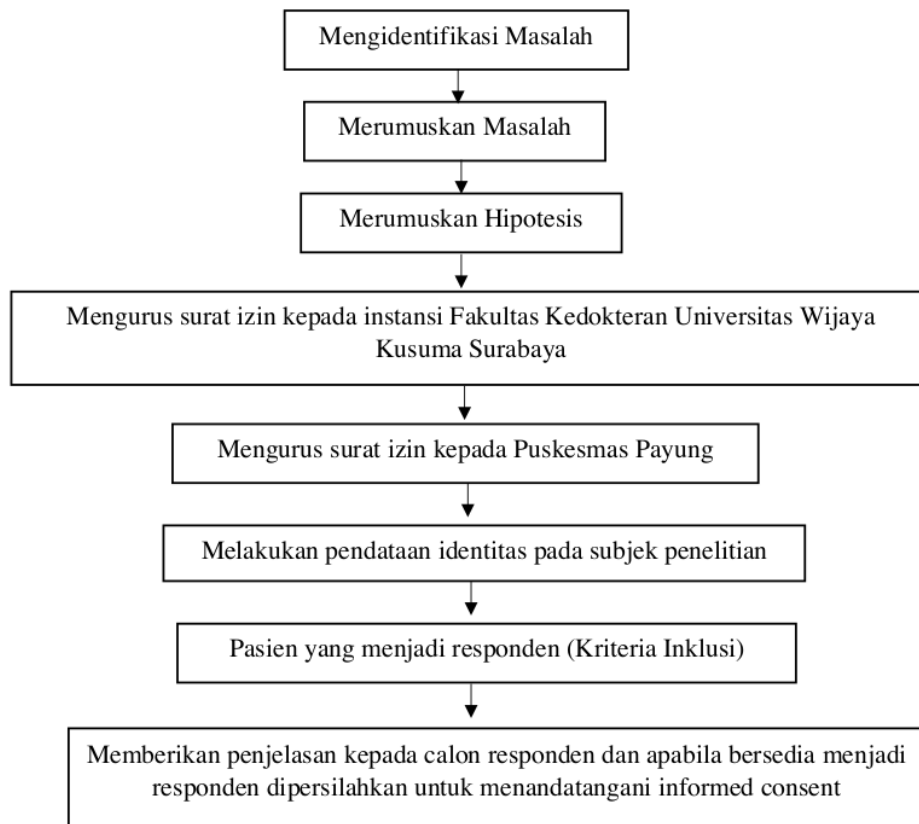 Mengidentifikasi Masalah
Merumuskan Masalah
Merumuskan Hipotesis
Mengurus surat izin kepada instansi Fakultas Kedokteran Universitas Wijaya
Kusuma Surabaya
Mengurus surat izin kepada Puskesmas Payung
Melakukan pendataan identitas pada subjek penelitian
Pasien yang menjadi responden (Kriteria Inklusi)
Memberikan penjelasan kepada calon responden dan apabila bersedia menjadi
responden dipersilahkan untuk menandatangani informed consent